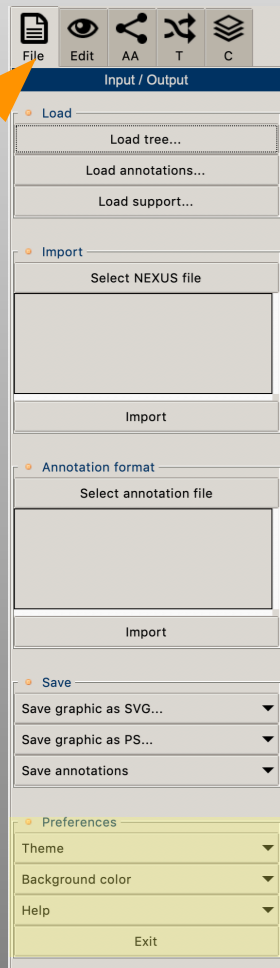 File Edit AA T C
Input / Output
Load
Load tree...
Load annotations...
Load support...
Import
Select NEXUS file
Import
Annotation format
Select annotation file
Import
Save
Save graphic as SVG...
Save graphic as PS...
Save annotations
Preferences
Theme
Background color
Help
Exit